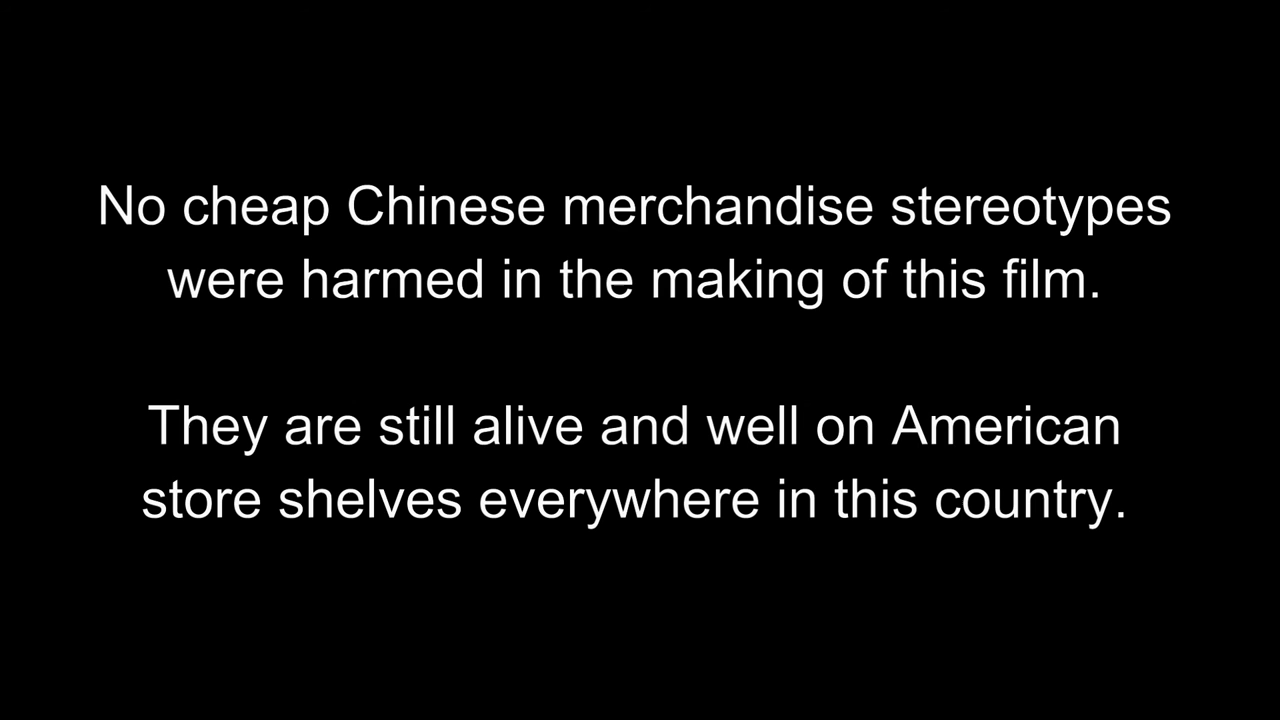 No cheap Chinese merchandise stereotypes
were harmed in the making of this film.
They are still alive and well on American
store shelves everywhere in this country.